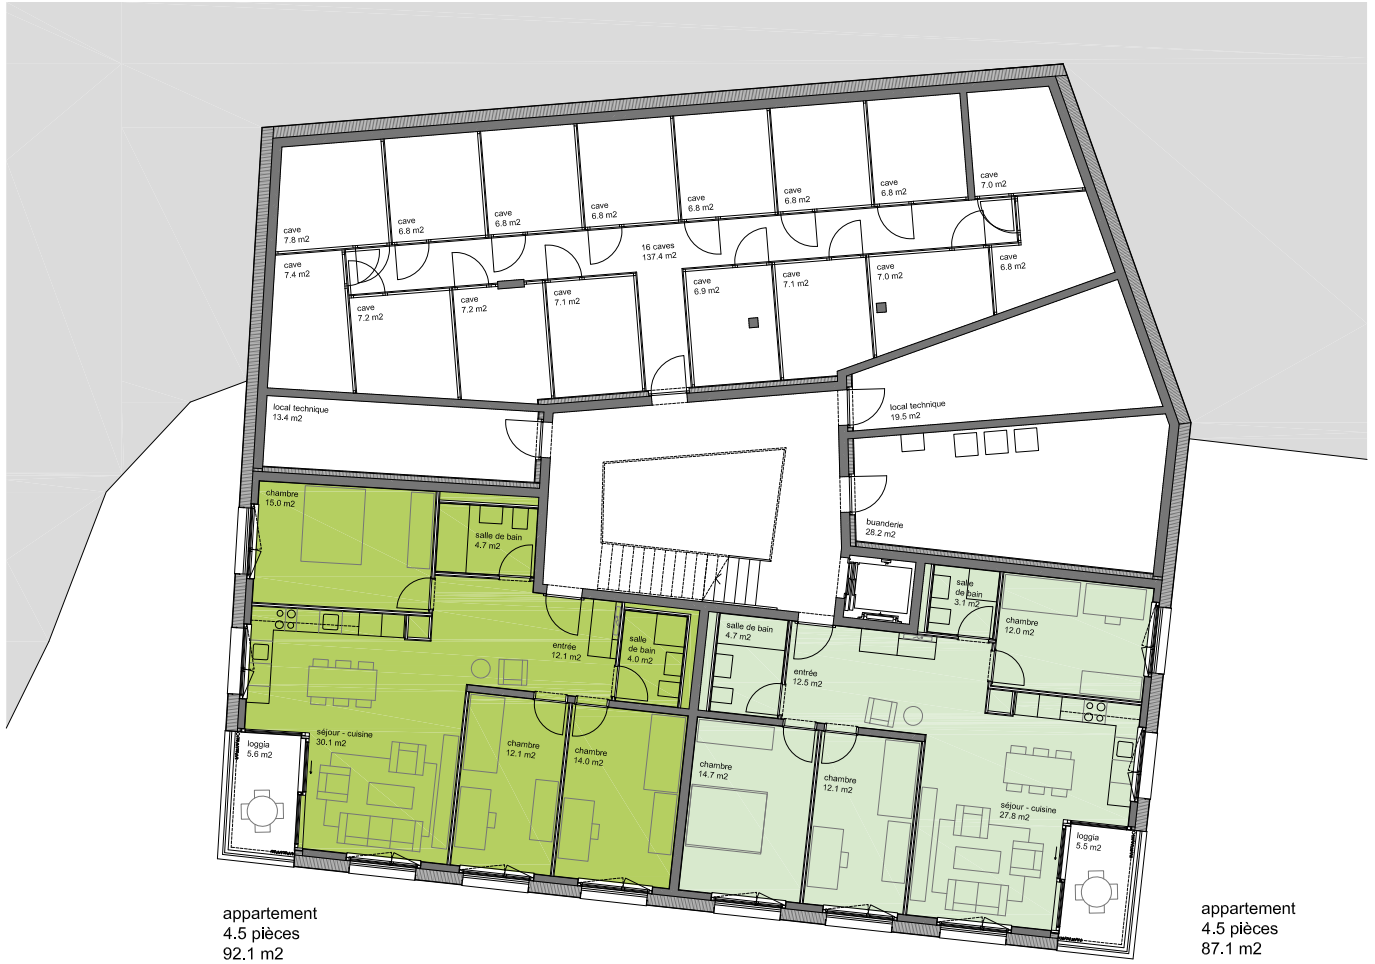 cave
7.0 m2
cave
6.8 m2
cave
6.8 m2
cave
6.8 m2
cave
6.8 m2
cave
6.8 m2
cave
6.8 m2
cave
7.8 m2
16 caves
137.4 m2
cave
7.4 m2
cave
7.2 m2
cave
7.2 m2
cave
7.1 m2
cave
6.9 m2
cave
7.1 m2
cave
7.0 m2
cave
6.8 m2
local technique
13.4 m2
local technique
19.5 m2
buanderie
28.2 m2
chambre
15.0 m2
salle de bain
4.7 m2
entrée
12.1 m2
salle
de bain
4.0 m2
séjour - cuisine
30.1 m2
loggia
5.6 m2
chambre
12.1 m2
chambre
14.0 m2
salle de bain
4.7 m2
entrée
12.5 m2
salle
de bain
3.1 m2
chambre
12.0 m2
chambre
14.7 m2
chambre
12.1 m2
séjour - cuisine
27.8 m2
loggia
5.5 m2
appartement
4.5 pièces
92.1 m2
appartement
4.5 pièces
87.1 m2